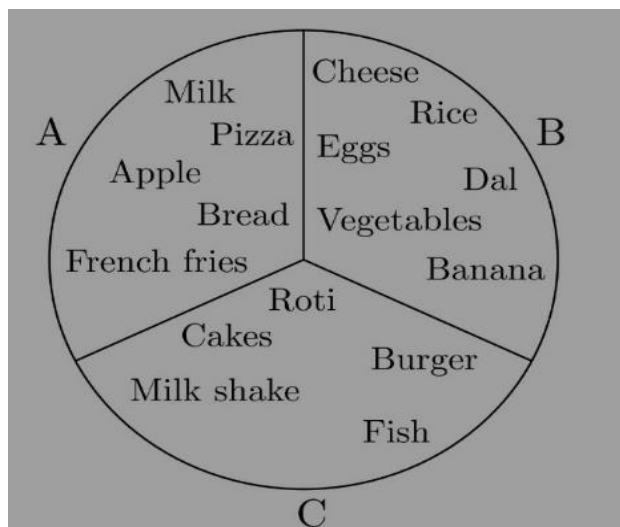 A
Milk
Pizza
Apple
Bread
French fries
B
Cheese
Rice
Eggs
Dal
Vegetables
Banana
Roti
Cakes
Burger
Milk shake
Fish
C